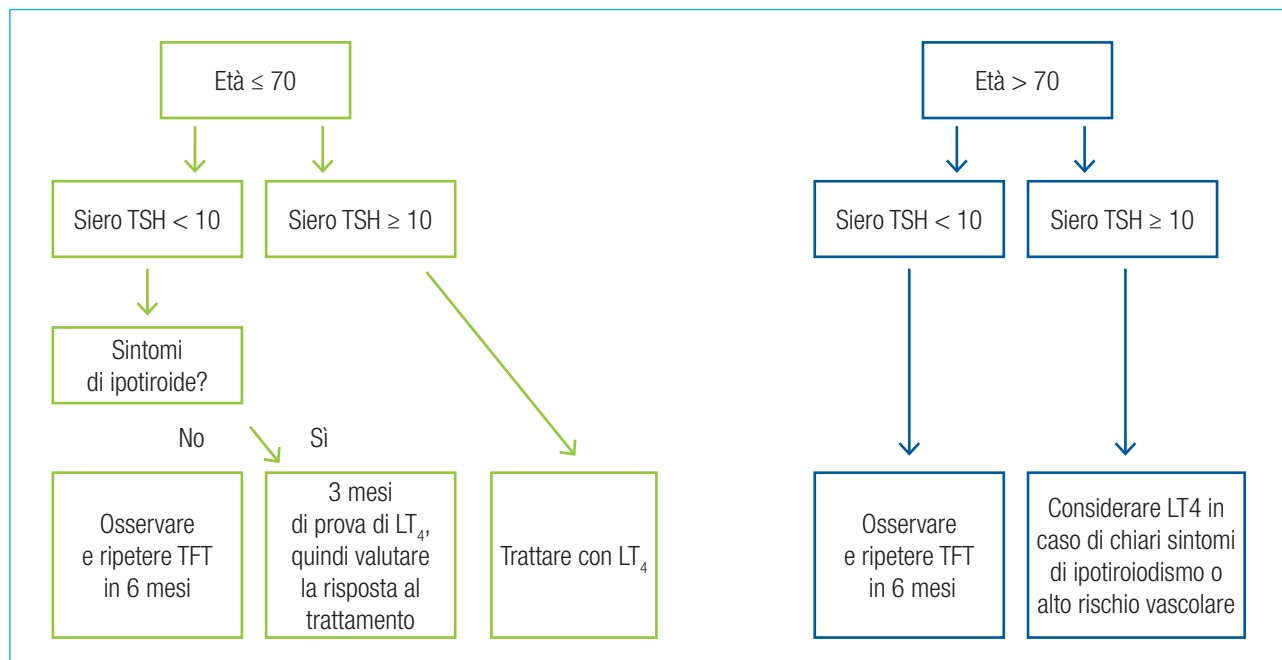 Età ≤ 70
Età > 70
Siero TSH < 10
Siero TSH ≥ 10
Siero TSH < 10
Siero TSH ≥ 10
Sintomi
di ipotiroide?
No
Sì
Osservare
e ripetere TFT
in 6 mesi
3 mesi
di prova di LT₄,
quindi valutare
la risposta al
trattamento
Trattare con LT₄
Osservare
e ripetere TFT
in 6 mesi
Considerare LT4 in
caso di chiari sintomi
di ipotiroiodismo o
alto rischio vascolare